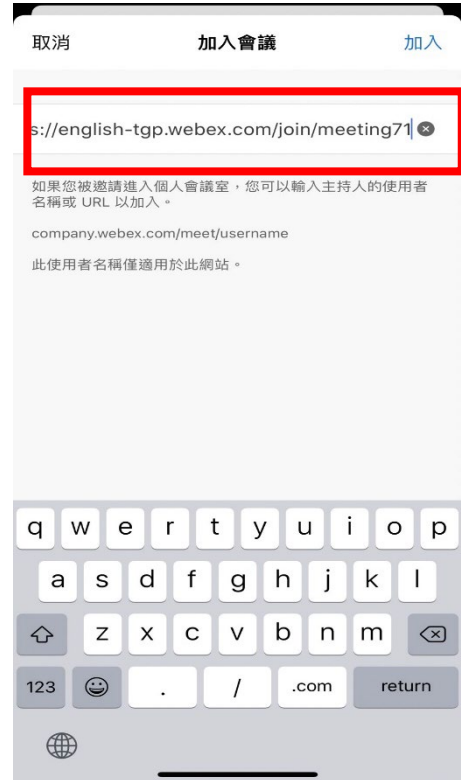 取消 加入會議 加入
s://english-tgp.webex.com/join/meeting71
如果您被邀請進入個人會議室，您可以輸入主持人的使用者
名稱或 URL 以加入。
company.webex.com/meet/username
此使用者名稱僅適用於此網站。
q w e r t y u i o p
a s d f g h j k l
z x c v b n m
123 . / .com return